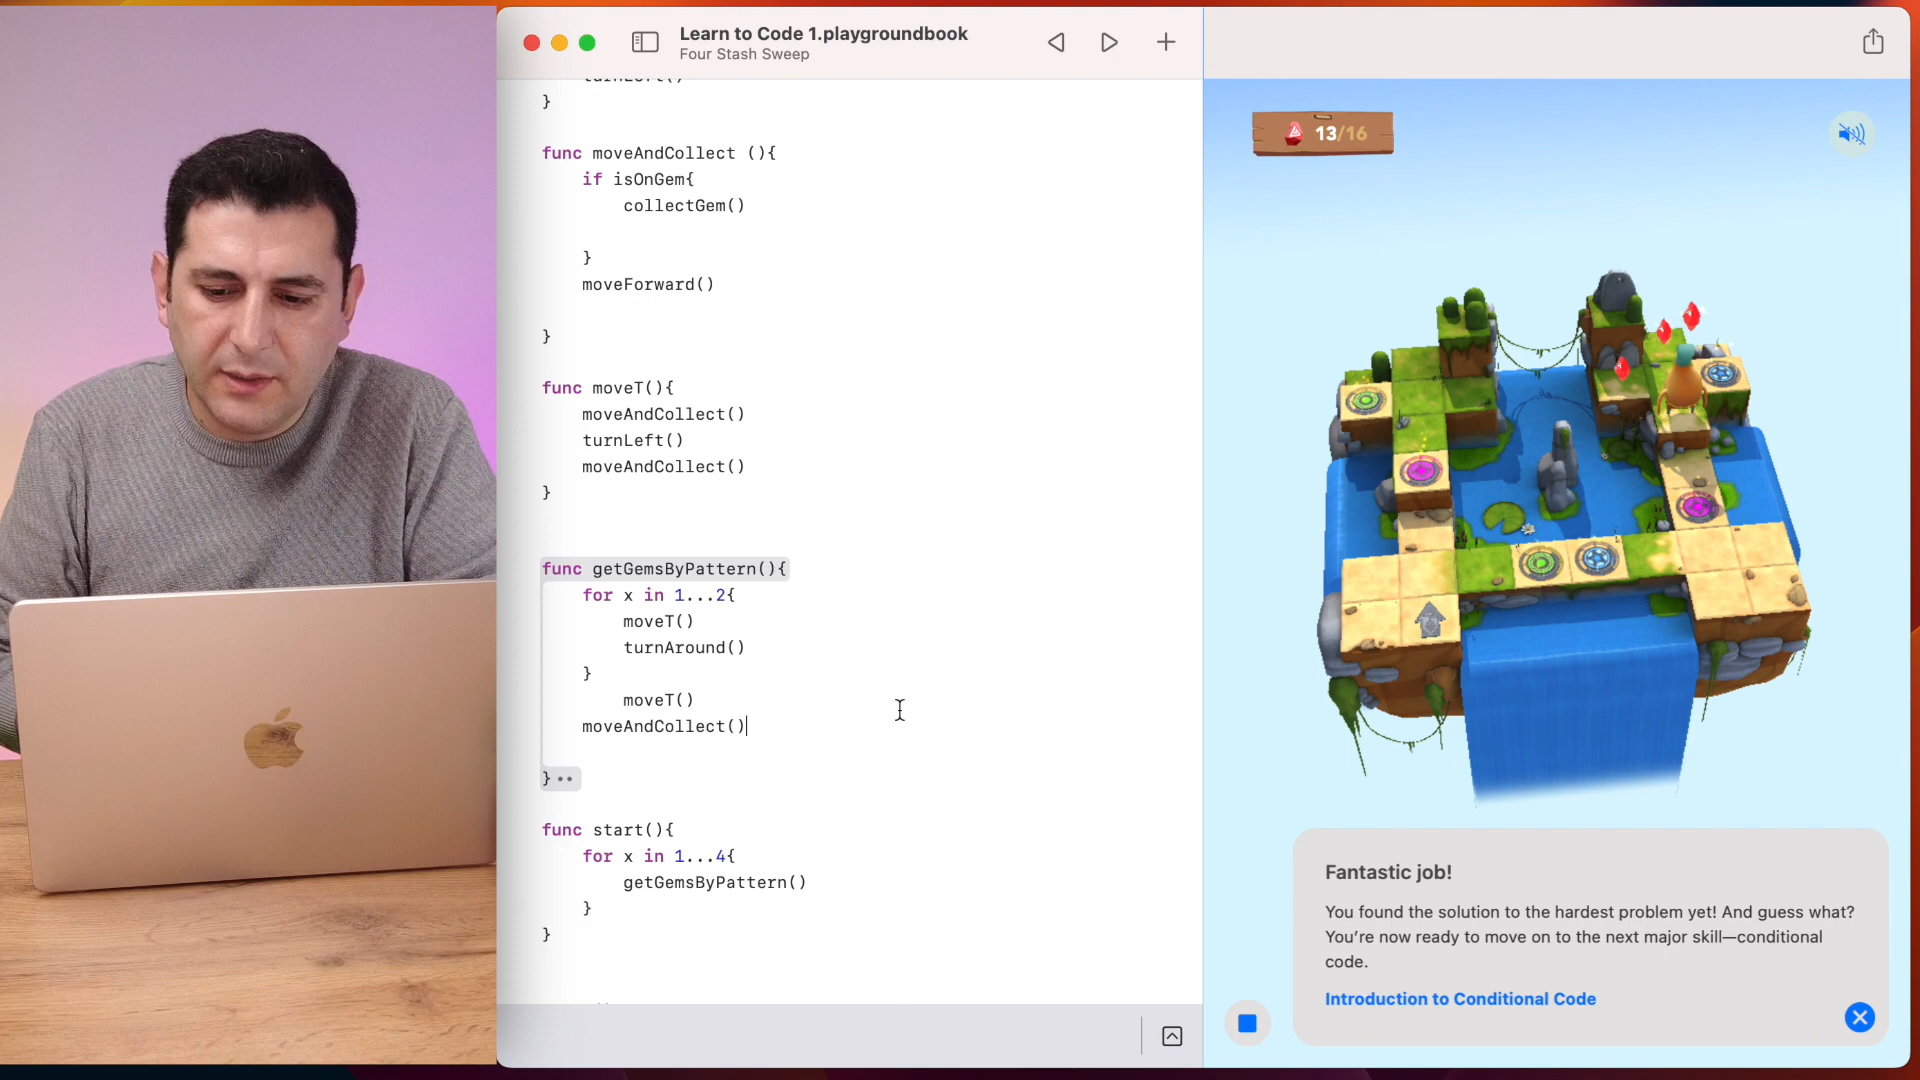 Learn to Code 1.playgroundbook
Four Stash Sweep
turnLeft()
}
func moveAndCollect (){
if isOnGem{
collectGem()
}
moveForward()
}
func moveT(){
moveAndCollect()
turnLeft()
moveAndCollect()
}
func getGemsByPattern(){
for x in 1...2{
moveT()
turnAround()
}
moveT()
moveAndCollect()
}
func start(){
for x in 1...4{
getGemsByPattern()
}
}
13/16
Fantastic job!
You found the solution to the hardest problem yet! And guess what?
You're now ready to move on to the next major skill—conditional
code.
Introduction to Conditional Code